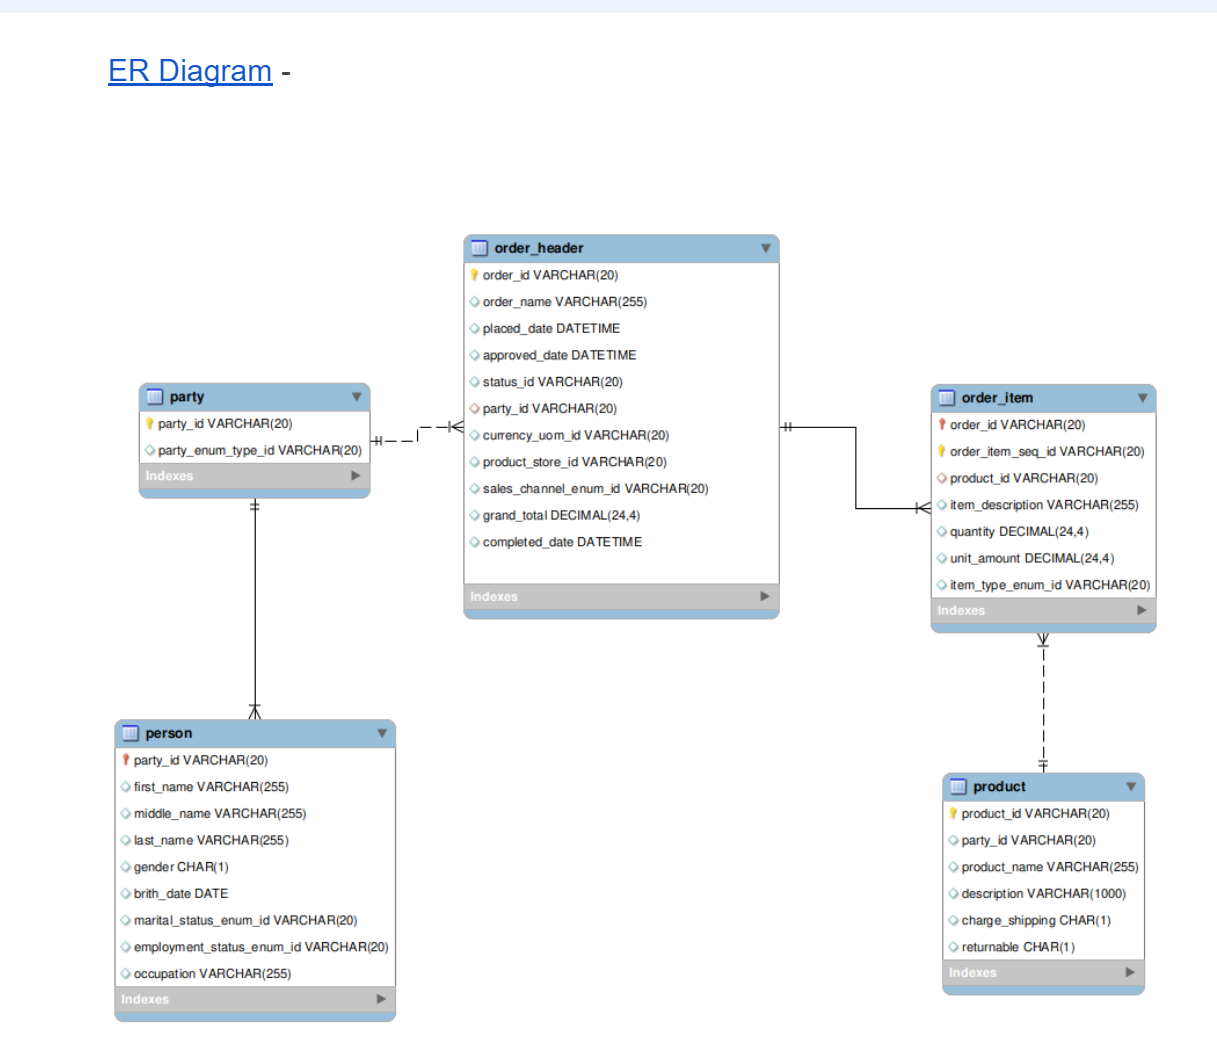 ER Diagram -
order_header
order_id VARCHAR(20)
order_name VARCHAR(255)
placed_date DATETIME
approved_date DATETIME
status_id VARCHAR(20)
party_id VARCHAR(20)
currency_uom_id VARCHAR(20)
product_store_id VARCHAR(20)
sales_channel_enum_id VARCHAR(20)
grand_total DECIMAL(24,4)
completed_date DATETIME
Indexes
party
party_id VARCHAR(20)
party_enum_type_id VARCHAR(20)
Indexes
order_item
order_id VARCHAR(20)
order_item_seq_id VARCHAR(20)
product_id VARCHAR(20)
item_description VARCHAR(255)
quantity DECIMAL(24,4)
unit_amount DECIMAL(24,4)
item_type_enum_id VARCHAR(20)
Indexes
person
party_id VARCHAR(20)
first_name VARCHAR(255)
middle_name VARCHAR(255)
last_name VARCHAR(255)
gender CHAR(1)
brith_date DATE
marital_status_enum_id VARCHAR(20)
employment_status_enum_id VARCHAR(20)
occupation VARCHAR(255)
Indexes
product
product_id VARCHAR(20)
party_id VARCHAR(20)
product_name VARCHAR(255)
description VARCHAR(1000)
charge_shipping CHAR(1)
returnable CHAR(1)
Indexes